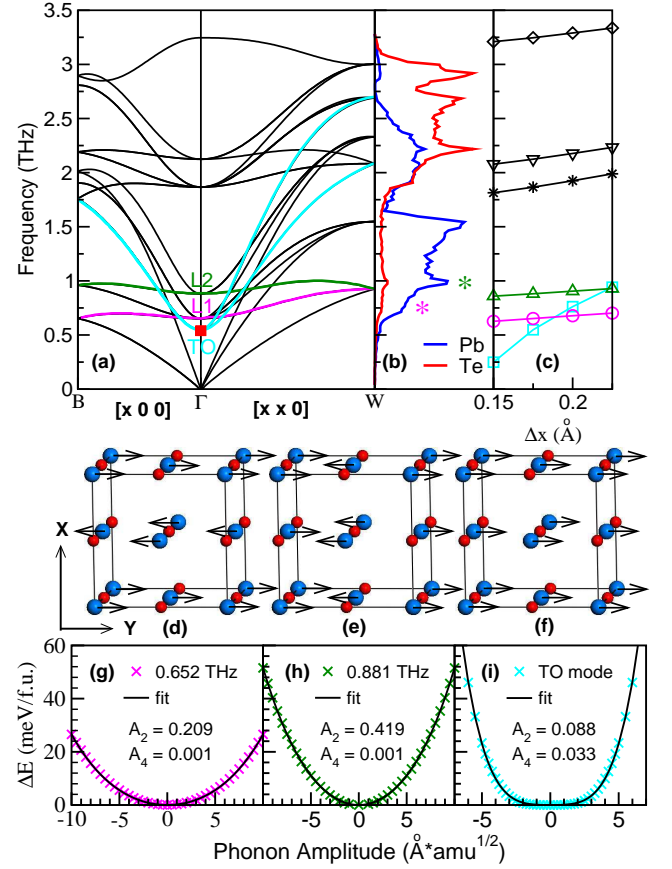 3.5
3
2.5
2
1.5
1
0.5
0
Frequency (THz)
L2
L1
TO
(a)
(b)
(c)
*
*
Pb
Te
B
Γ
W
0.15
0.2
[x 0 0]
[x x 0]
Δx (Å)
X
Y
(d)
(e)
(f)
60
40
20
0
ΔE (meV/f.u.)
(g)
0.652 THz
fit
A2 = 0.209
A4 = 0.001
(h)
0.881 THz
fit
A2 = 0.419
A4 = 0.001
(i)
TO mode
fit
A2 = 0.088
A4 = 0.033
-10
-5
0
5
-5
0
5
-5
0
5
Phonon Amplitude (Å*amu1/2)